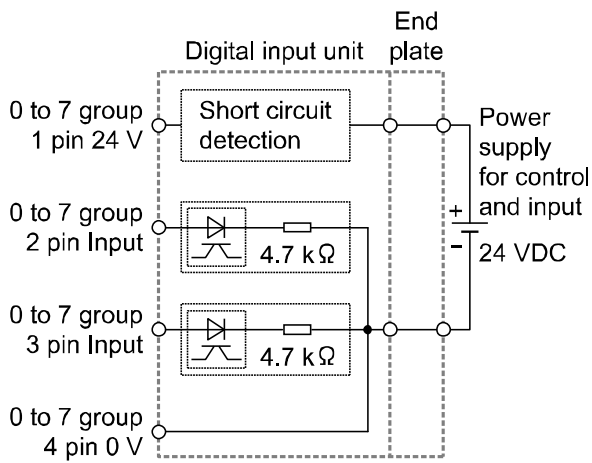 End
plate
Digital input unit
0 to 7 group
1 pin 24 V
Short circuit
detection
Power
supply
for control
and input
+
−
24 VDC
0 to 7 group
2 pin Input
4.7 kΩ
0 to 7 group
3 pin Input
4.7 kΩ
0 to 7 group
4 pin 0 V